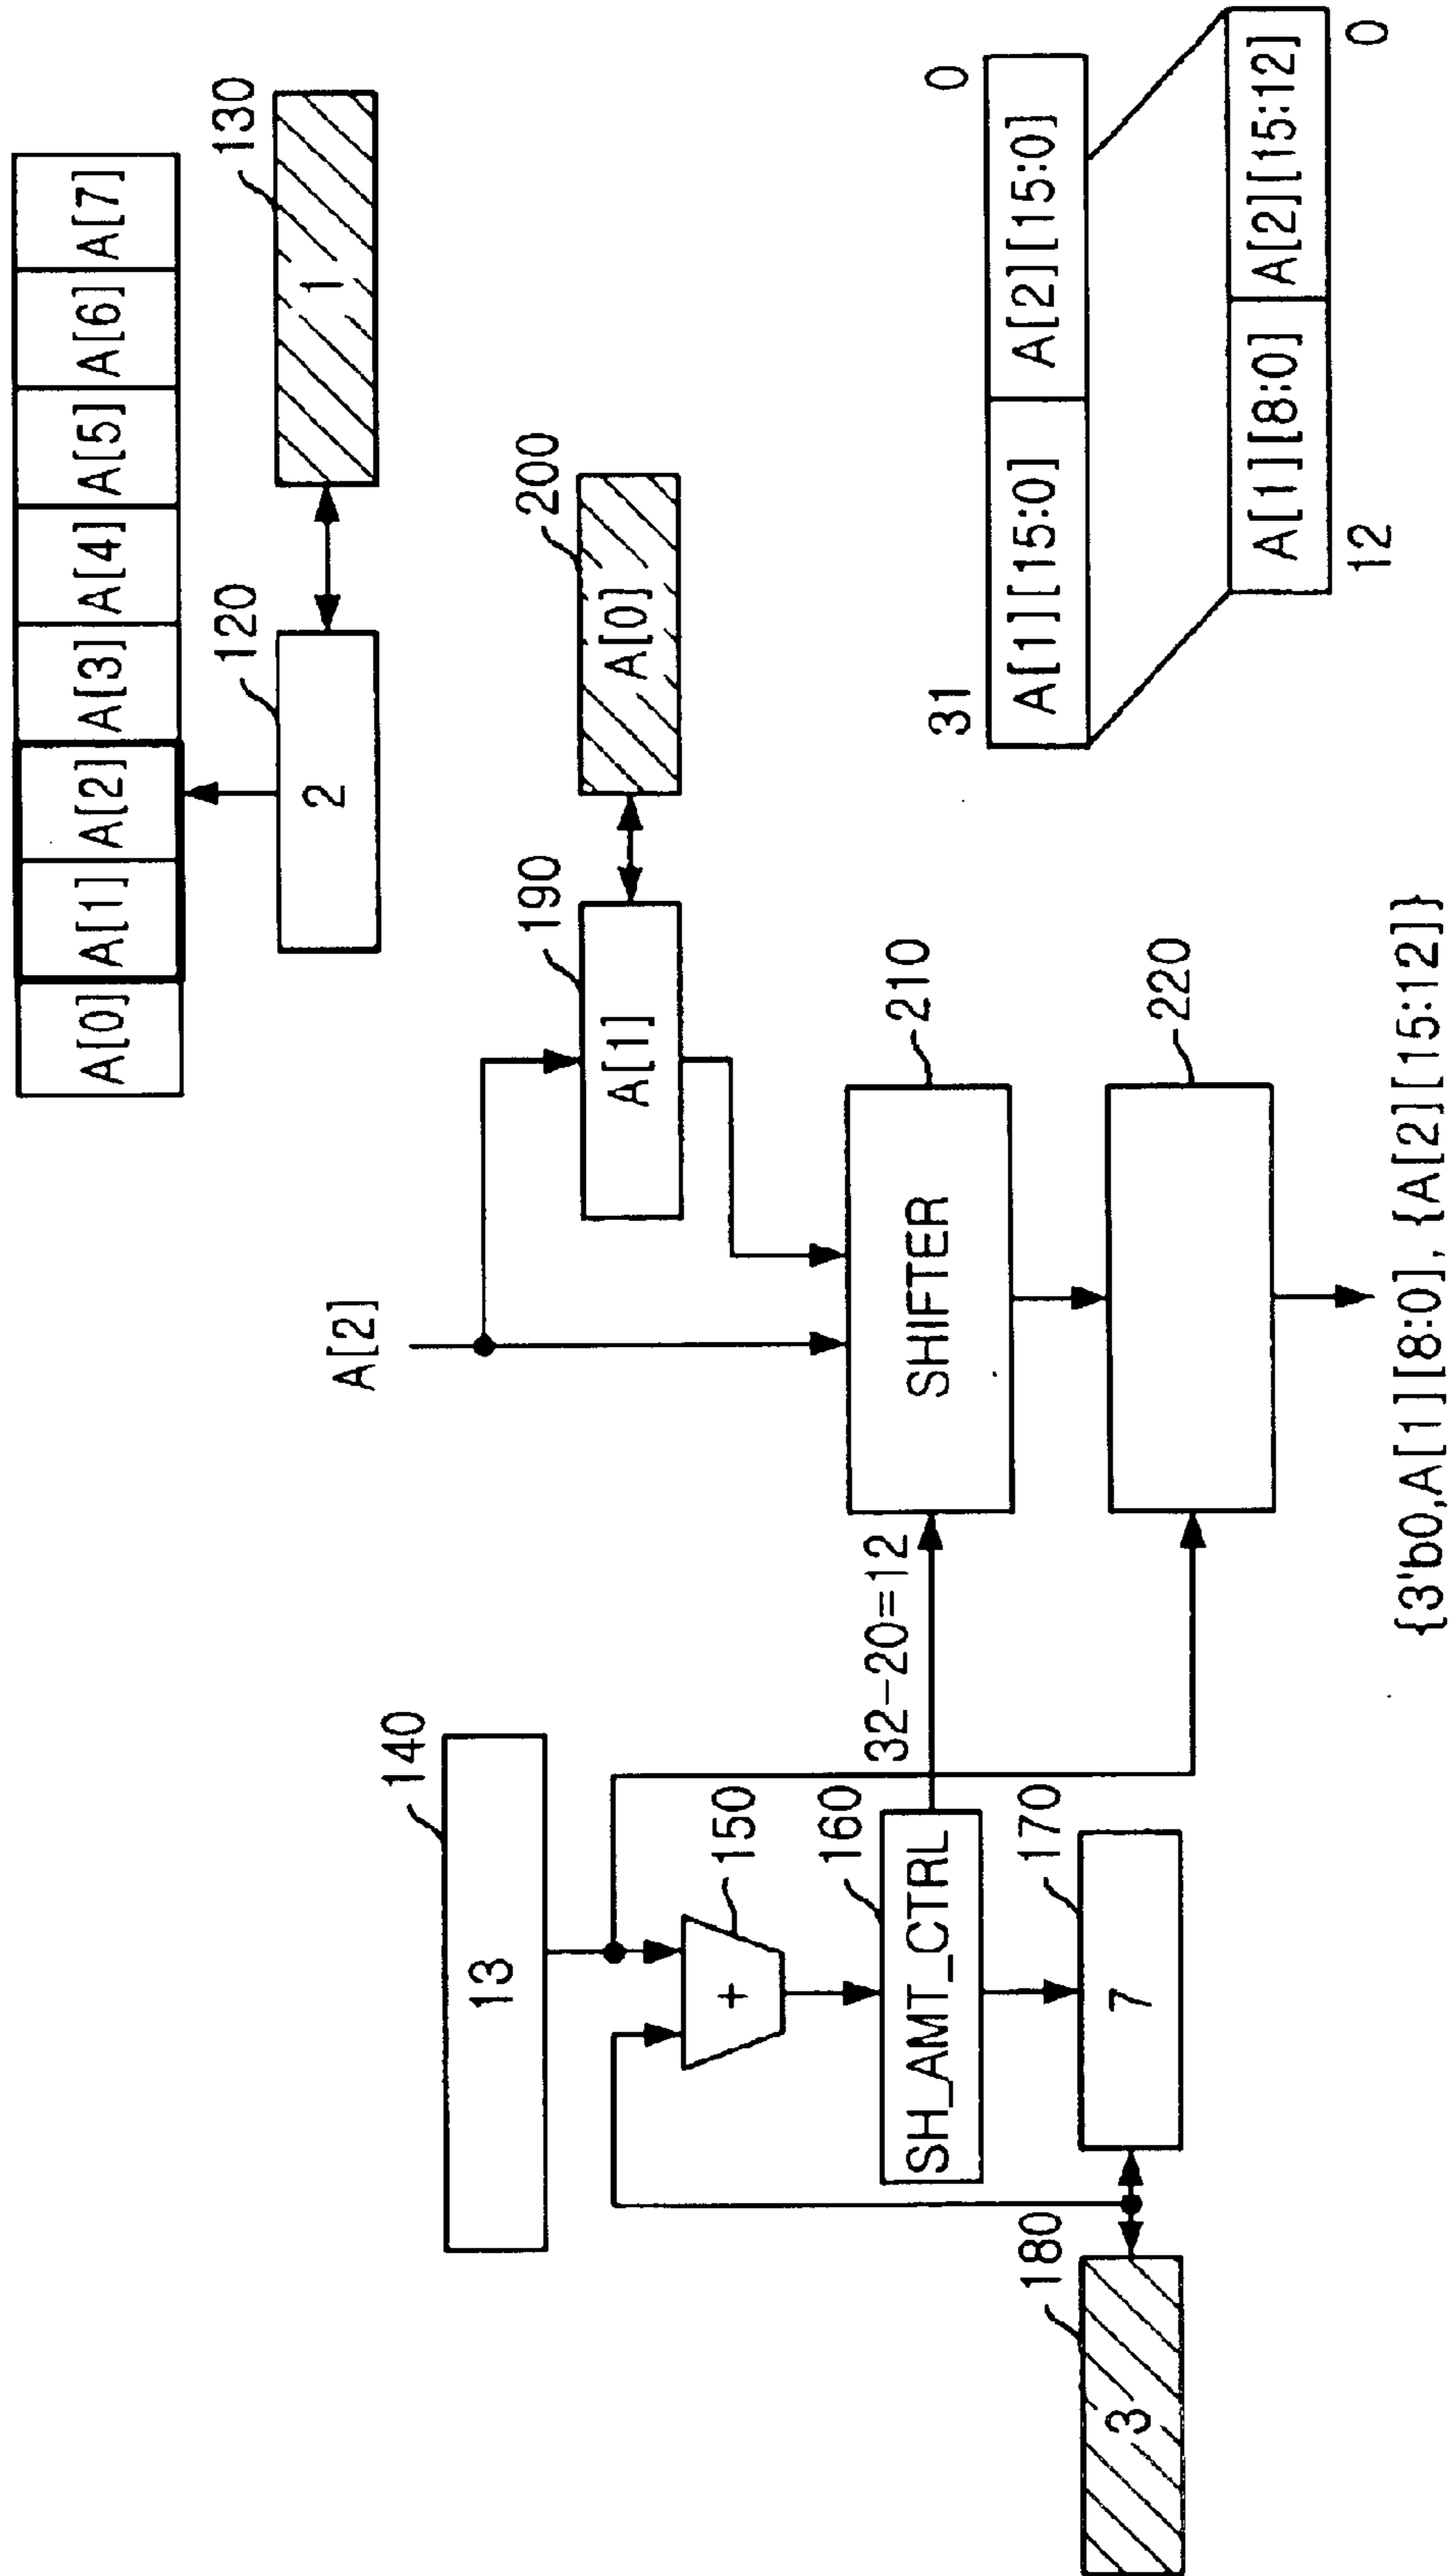 A[0] A[1] A[2] A[3] A[4] A[5] A[6] A[7]
120
130
2
1
A[2]
190
200
A[1]
A[0]
140
13
150
+
160
SH_AMT_CTRL
32-20=12
210
SHIFTER
180
170
3
7
220
{3'b0,A[1][8:0], {A[2][15:12]}
31
0
A[1][15:0] A[2][15:0]
A[1][8:0] A[2][15:12]
12
0